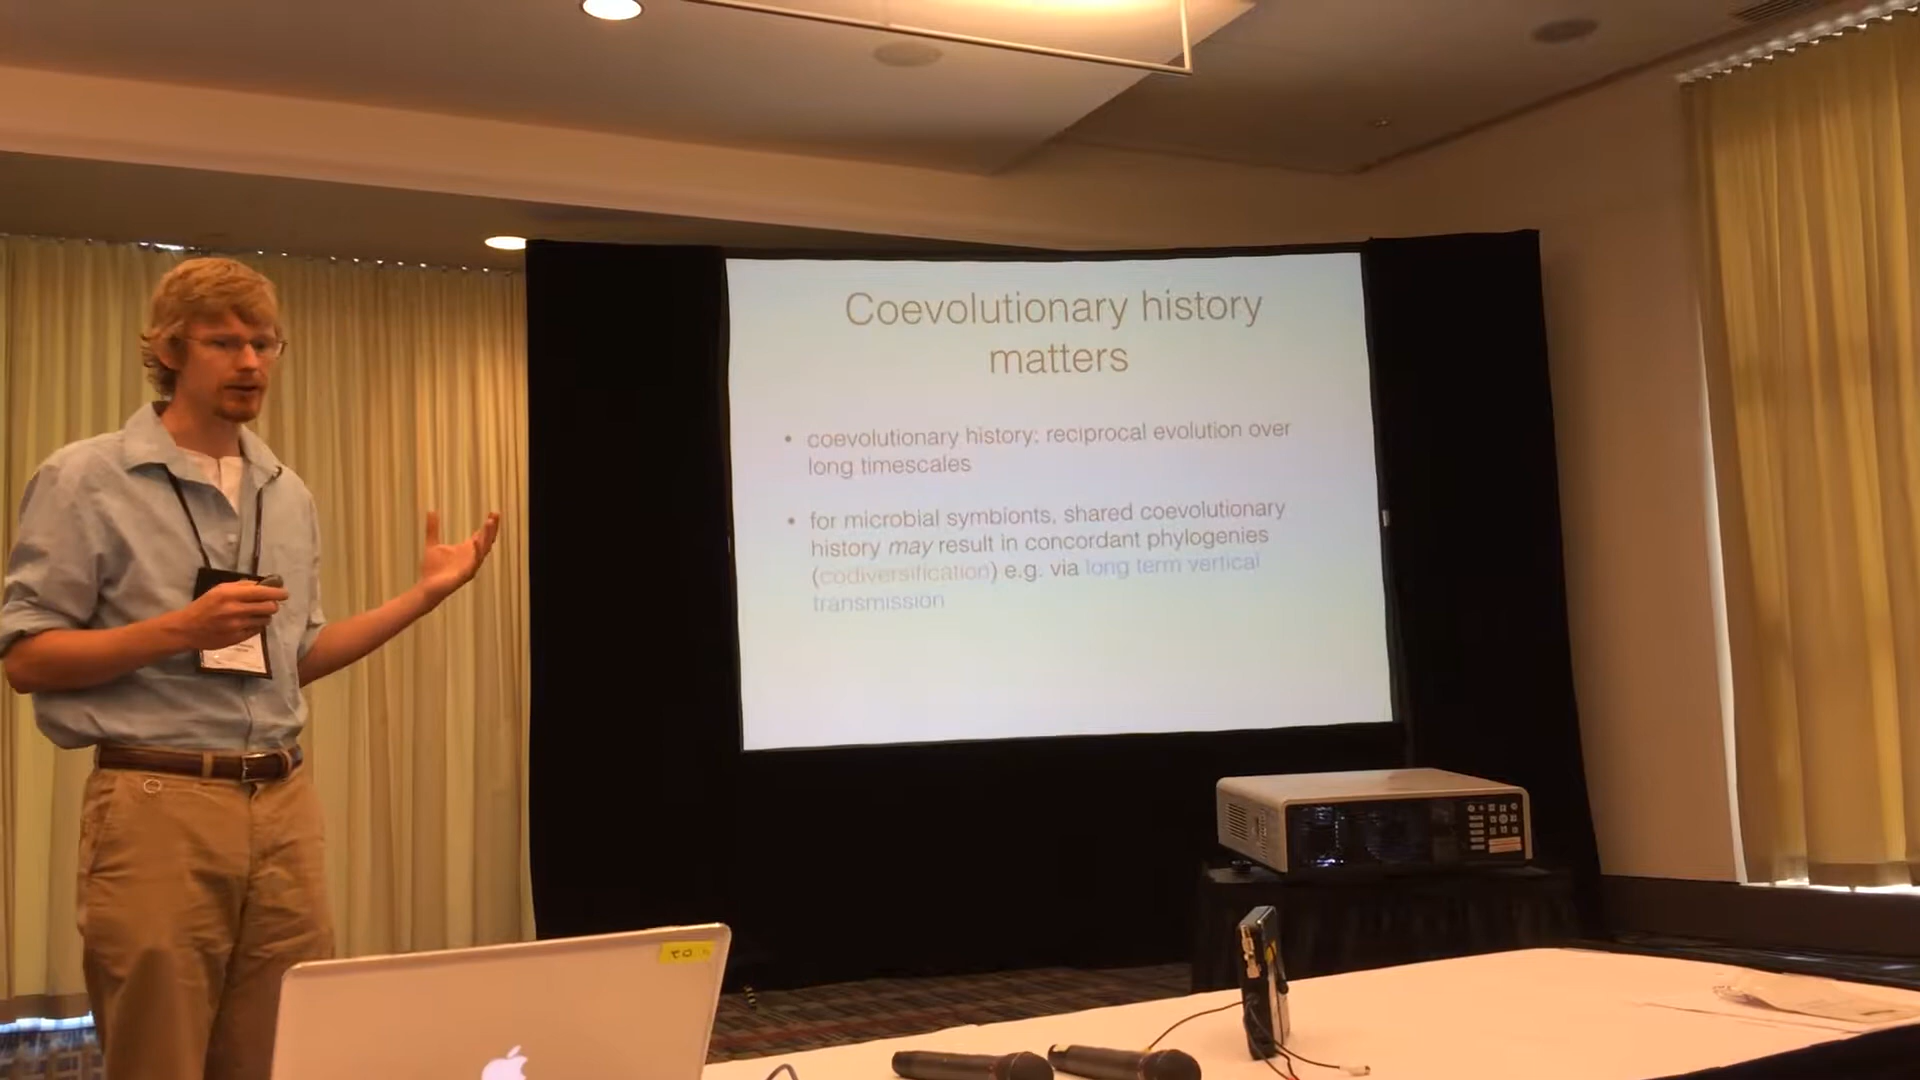 Coevolutionary history
matters
• coevolutionary history: reciprocal evolution over
long timescales
• for microbial symbionts, shared coevolutionary
history may result in concordant phylogenies
(codiversification) e.g. via long term vertical
transmission